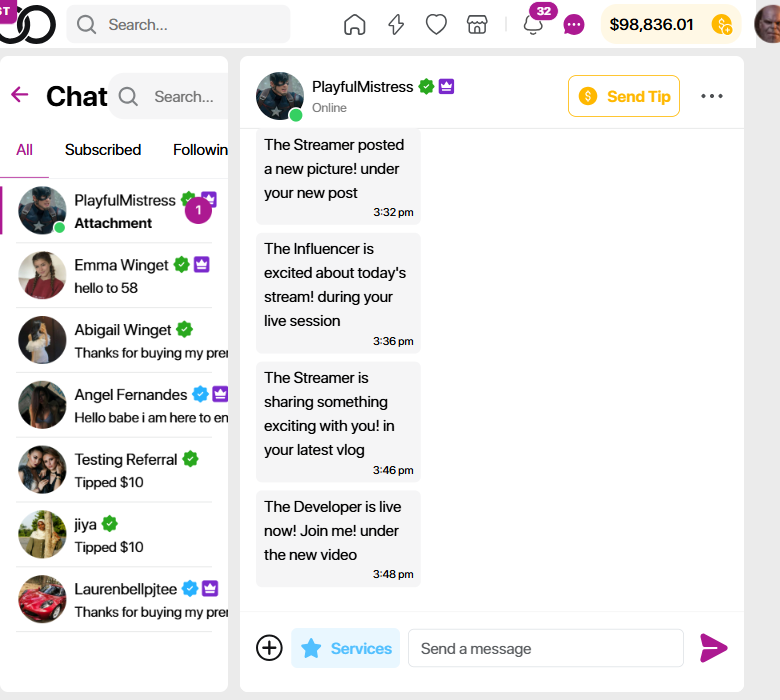 ST
Search...
32
$98,836.01
Chat
Search...
All
Subscribed
Followin
PlayfulMistress
Attachment
1
Emma Winget
hello to 58
Abigail Winget
Thanks for buying my prer
Angel Fernandes
Hello babe i am here to en
Testing Referral
Tipped $10
jiya
Tipped $10
Laurenbellpjtee
Thanks for buying my prer
PlayfulMistress
Online
Send Tip
The Streamer posted
a new picture! under
your new post
3:32 pm
The Influencer is
excited about today's
stream! during your
live session
3:36 pm
The Streamer is
sharing something
exciting with you! in
your latest vlog
3:46 pm
The Developer is live
now! Join me! under
the new video
3:48 pm
Services
Send a message